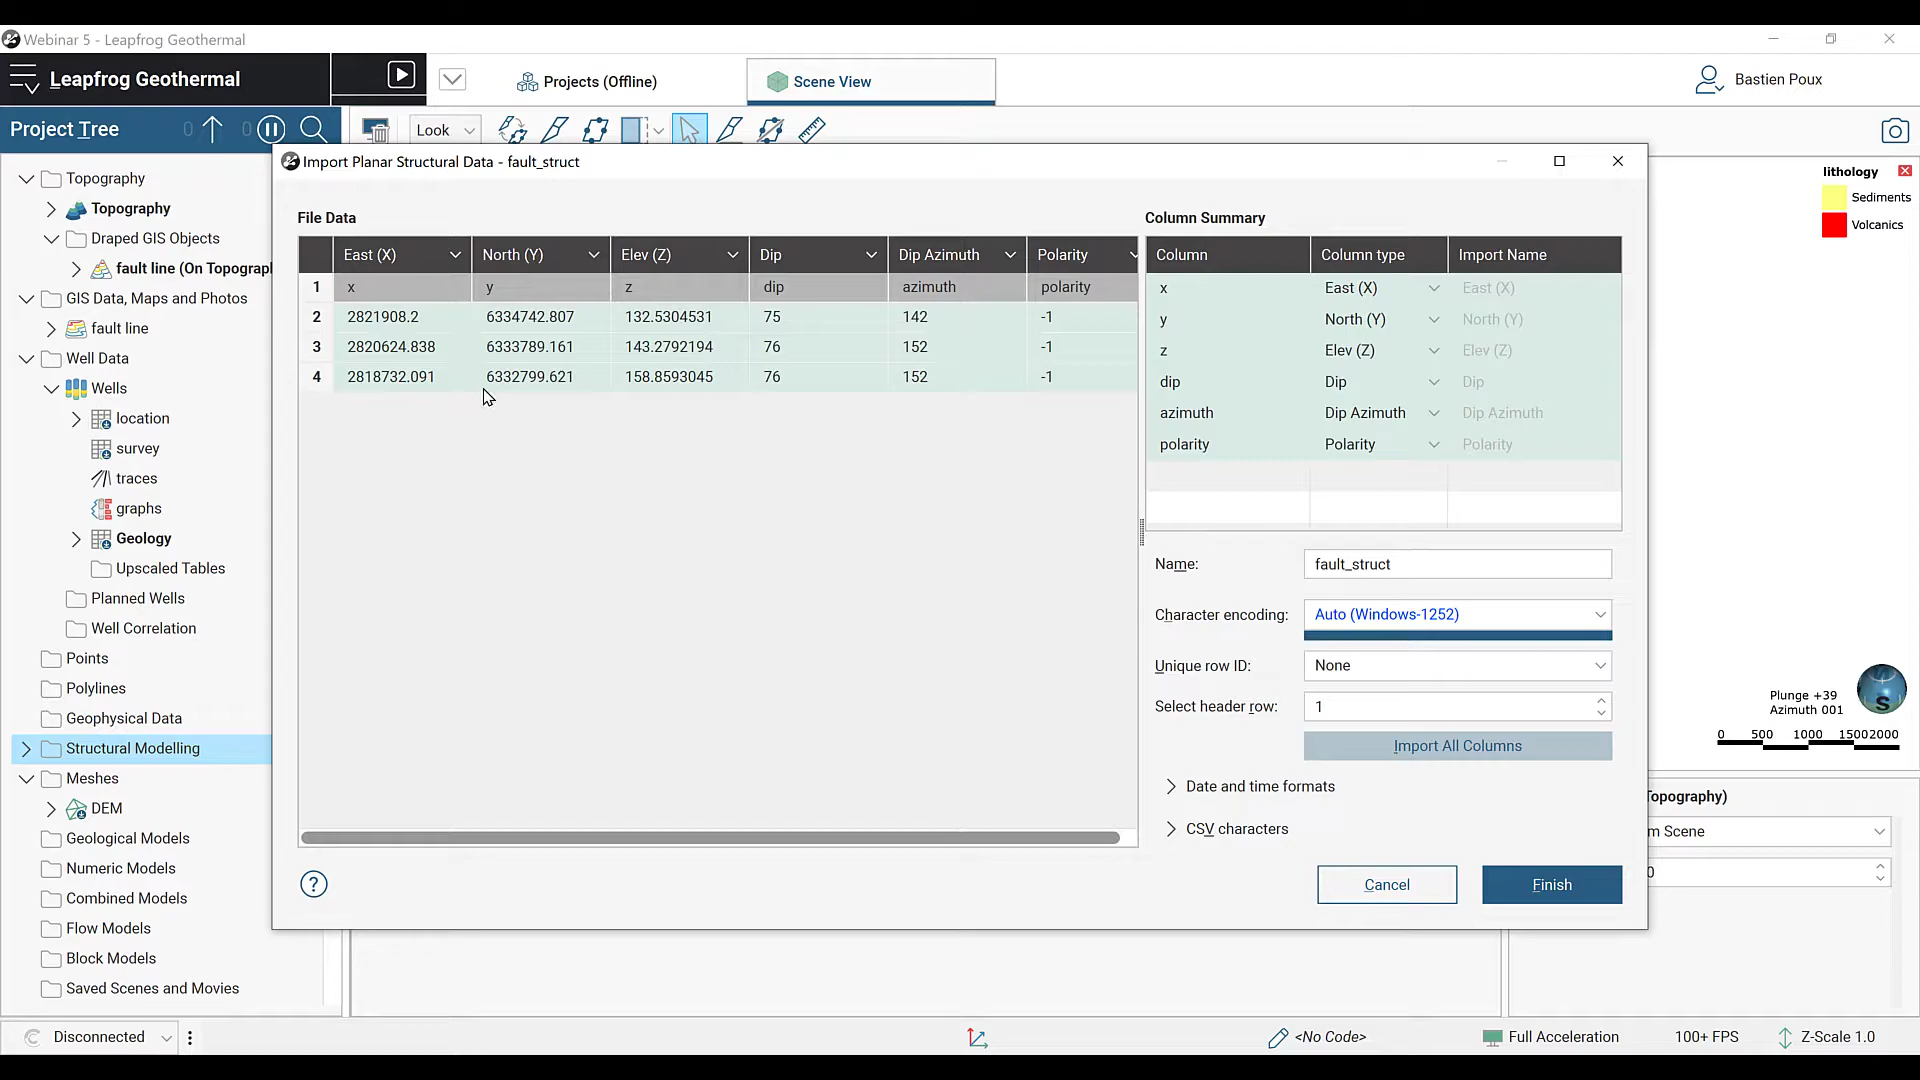 Webinar 5 - Leapfrog Geothermal
Leapfrog Geothermal
Projects (Offline)
Scene View
Bastien Poux
Project Tree
0
0
Look
Topography
Topography
Draped GIS Objects
fault line (On Topograp
GIS Data, Maps and Photos
fault line
Well Data
Wells
location
survey
traces
graphs
Geology
Upscaled Tables
Planned Wells
Well Correlation
Points
Polylines
Geophysical Data
Structural Modelling
Meshes
DEM
Geological Models
Numeric Models
Combined Models
Flow Models
Block Models
Saved Scenes and Movies
Import Planar Structural Data - fault_struct
File Data
East (X) North (Y) Elev (Z) Dip Dip Azimuth Polarity
1 x y z dip azimuth polarity
2 2821908.2 6334742.807 132.5304531 75 142 -1
3 2820624.838 6333789.161 143.2792194 76 152 -1
4 2818732.091 6332799.621 158.8593045 76 152 -1
Column Summary
Column Column type Import Name
x East (X) East (X)
y North (Y) North (Y)
z Elev (Z) Elev (Z)
dip Dip Dip
azimuth Dip Azimuth Dip Azimuth
polarity Polarity Polarity
Name: fault_struct
Character encoding: Auto (Windows-1252)
Unique row ID: None
Select header row: 1
Import All Columns
Date and time formats
CSV characters
?
Cancel
Finish
lithology
Sediments
Volcanics
Plunge +39
Azimuth 001
S
0 500 1000 1500 2000
Topography)
m Scene
0
Disconnected
<No Code>
Full Acceleration
100+ FPS
Z-Scale 1.0